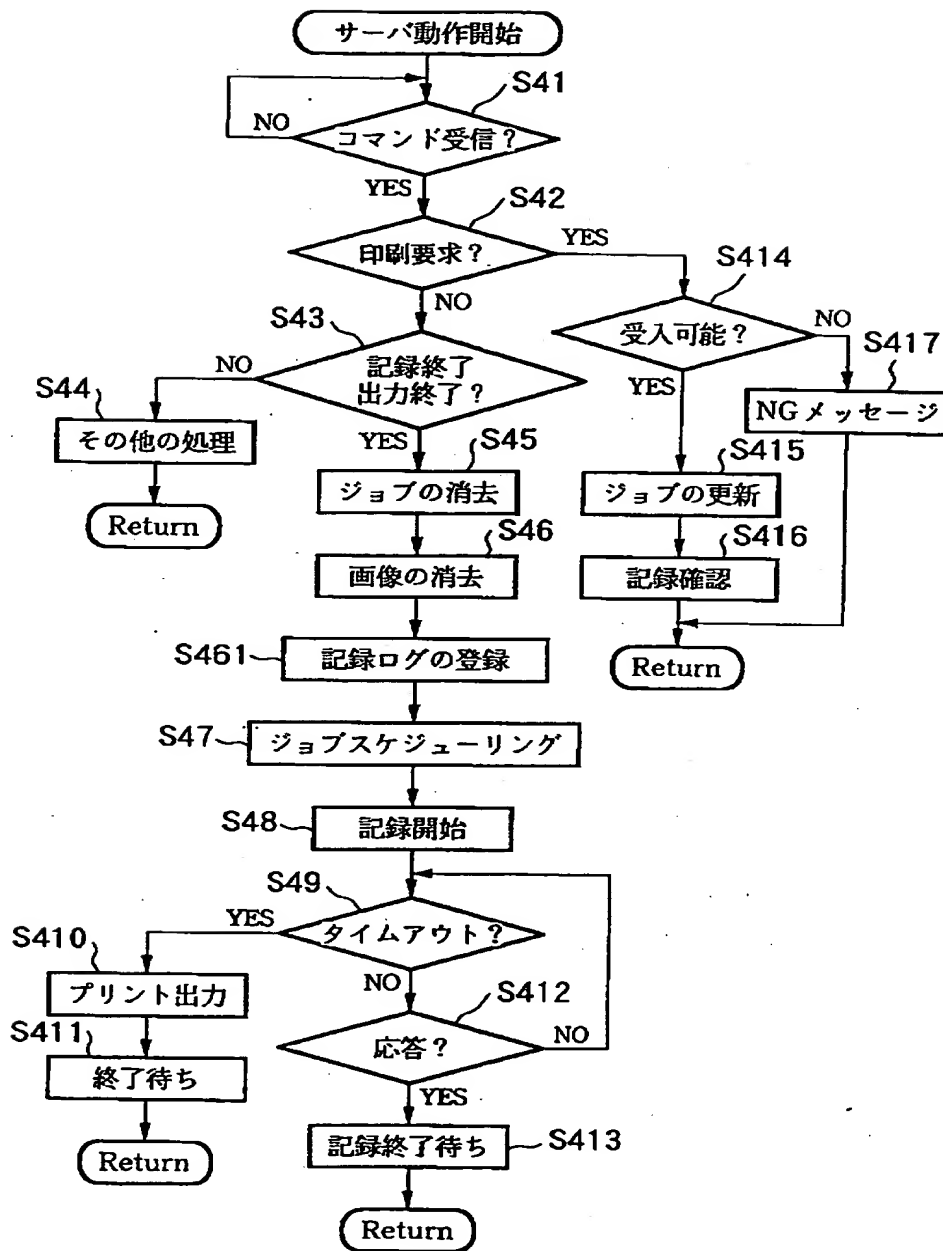 サーバ動作開始
S41
NO
コマンド受信?
YES
S42
印刷要求?
YES
S414
NO
S43
受入可能?
NO
S417
NO
記録終了
出力終了?
S44
YES
NGメッセージ
その他の処理
YES
S45
S415
ジョブの消去
ジョブの更新
Return
S46
S416
画像の消去
記録確認
S461
記録ログの登録
Return
S47
ジョブスケジューリング
S48
記録開始
S49
YES
タイムアウト?
S410
プリント出力
NO
S412
S411
応答?
NO
終了待ち
YES
記録終了待ち
S413
Return
Return